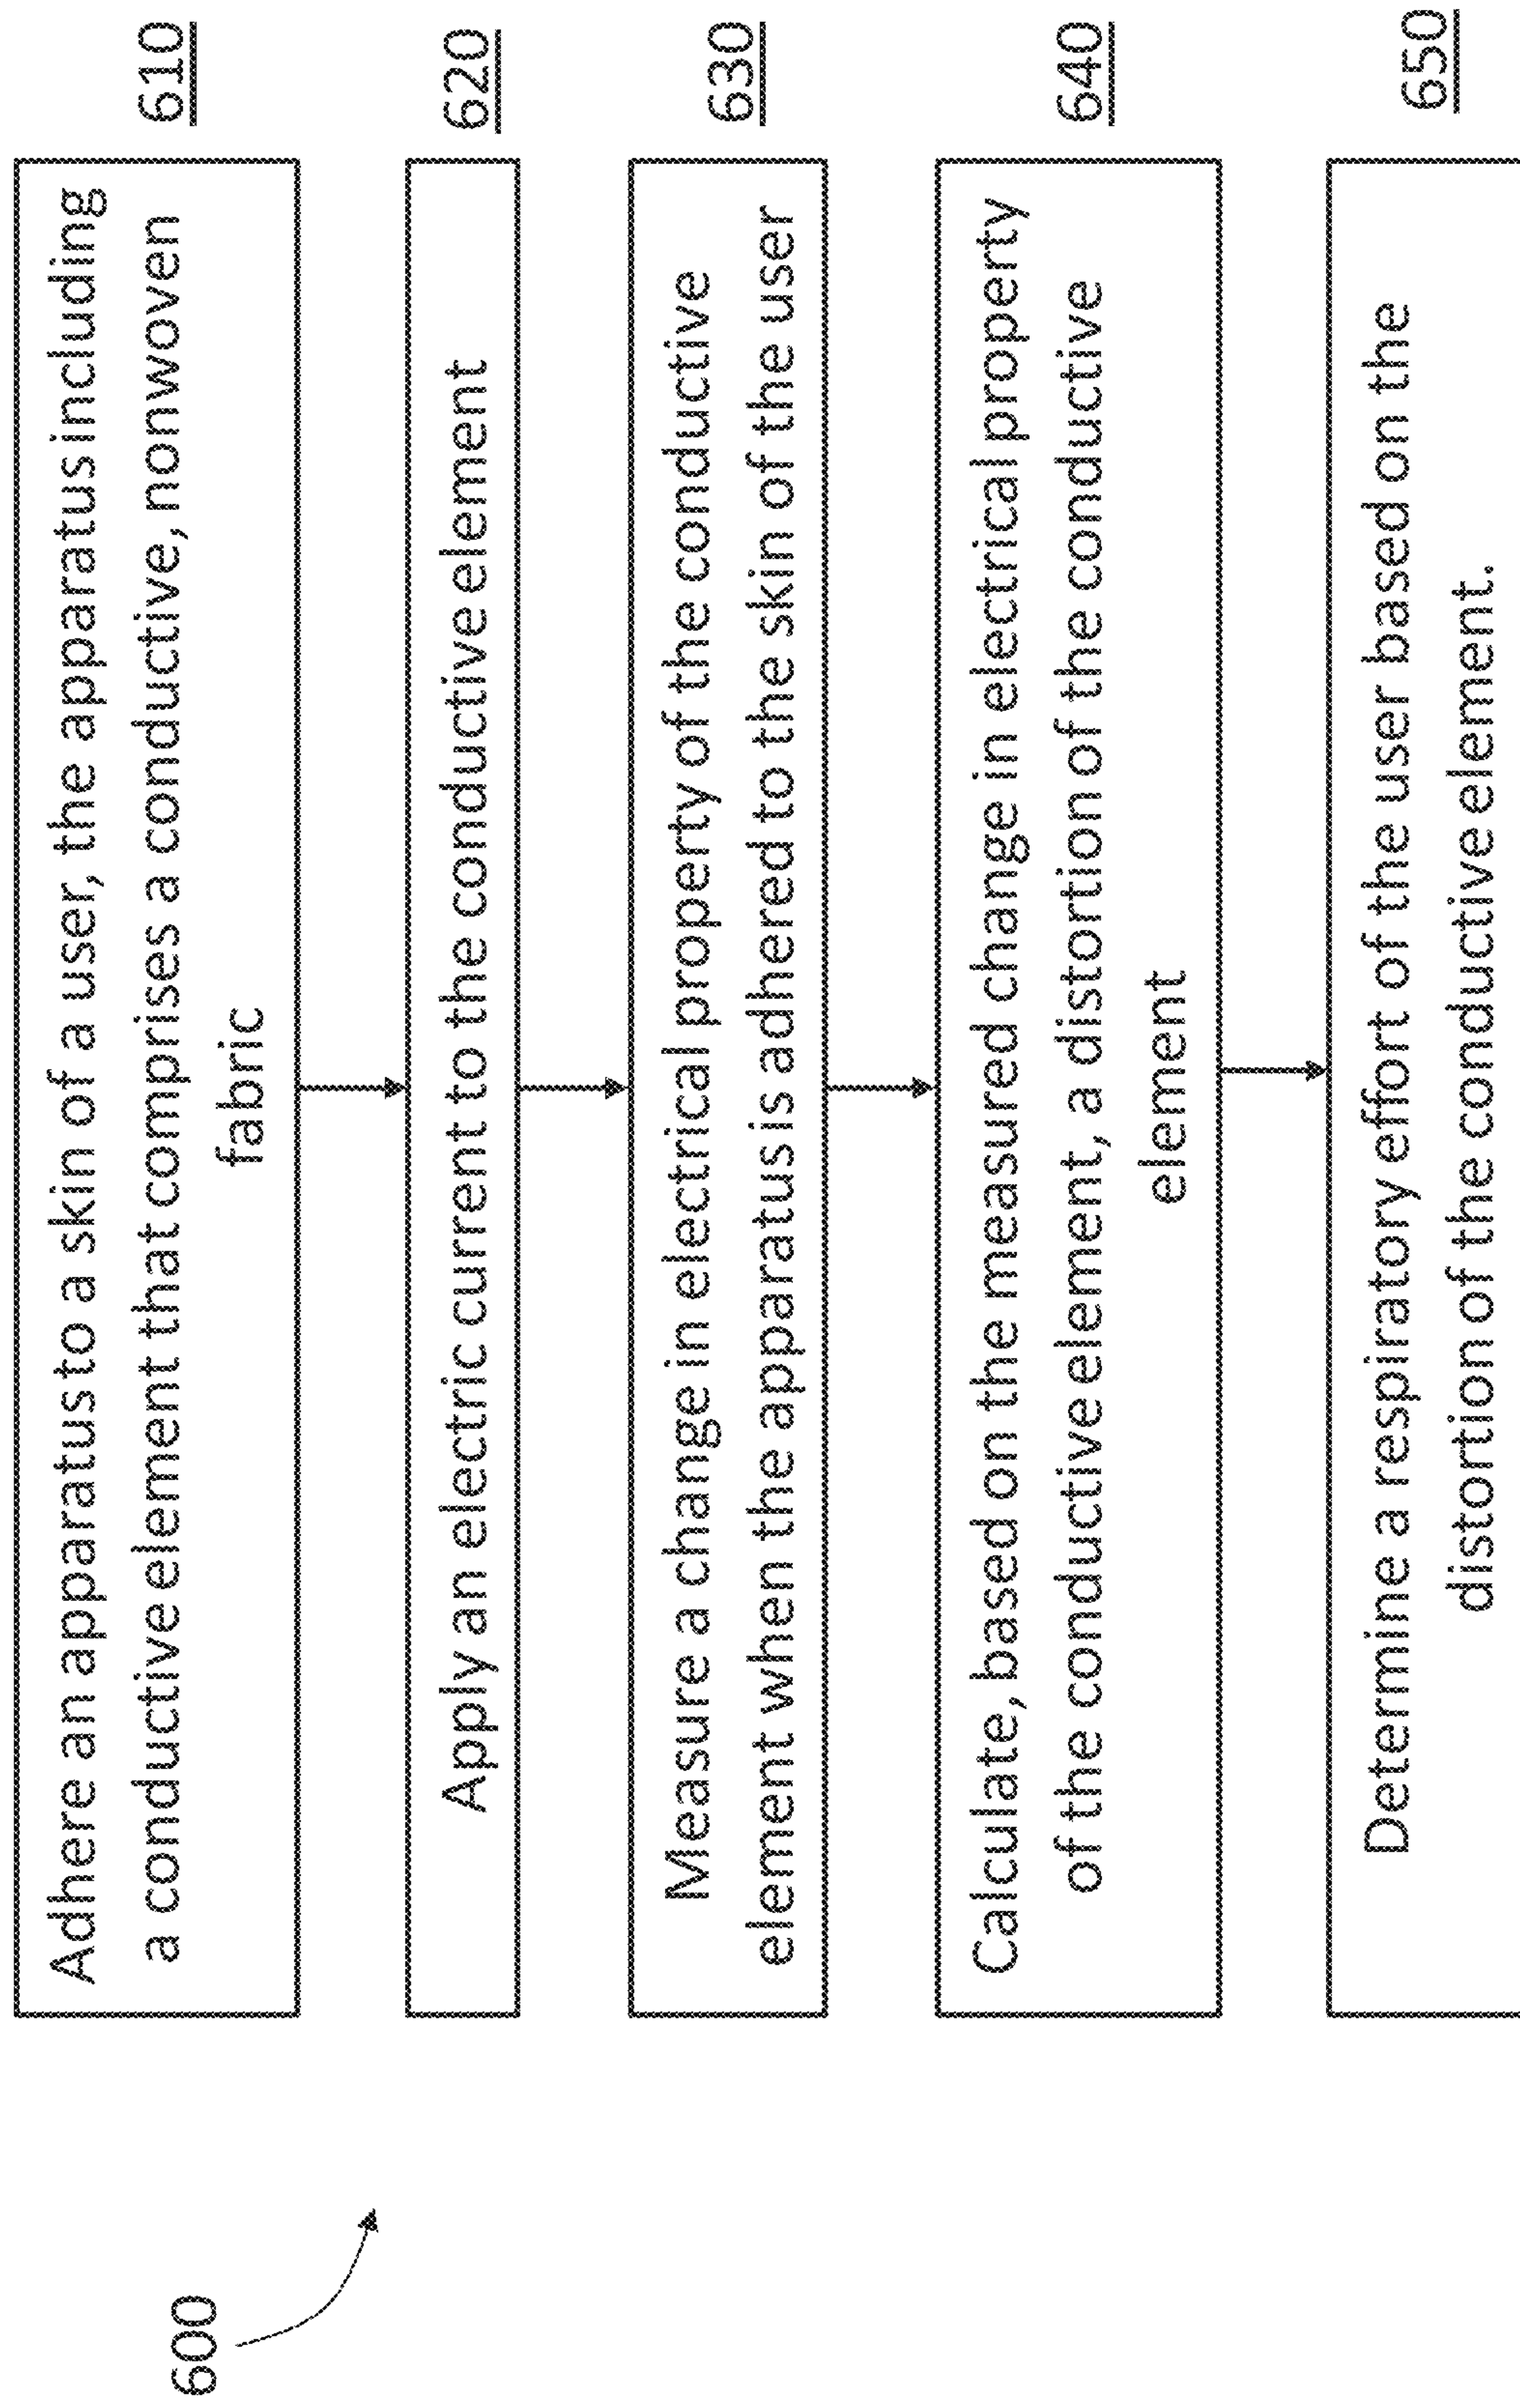 600
Adhere an apparatus to a skin of a user, the apparatus including
a conductive element that comprises a conductive, nonwoven
fabric
610
Apply an electric current to the conductive element
620
Measure a change in electrical property of the conductive
element when the apparatus is adhered to the skin of the user
630
Calculate, based on the measured change in electrical property
of the conductive element, a distortion of the conductive
element
640
Determine a respiratory effort of the user based on the
distortion of the conductive element.
650